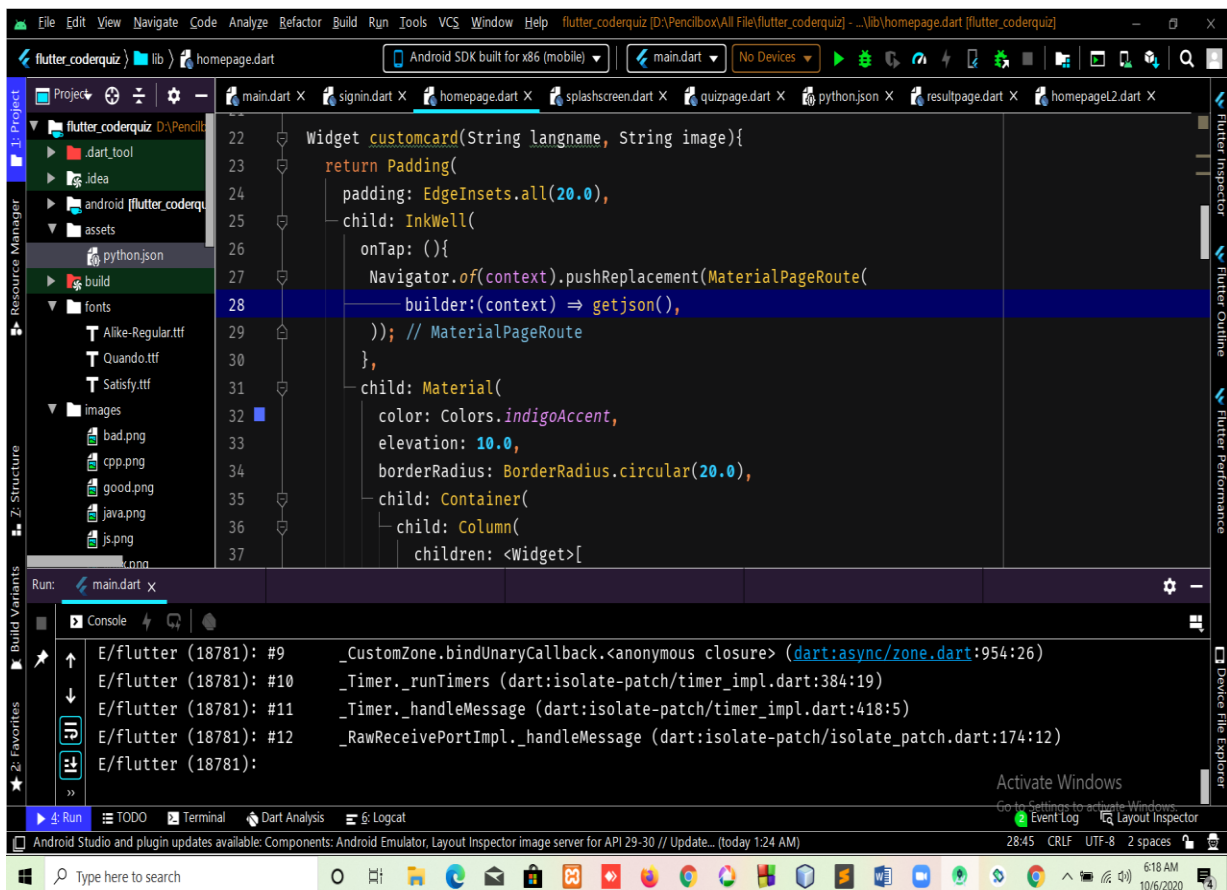 File Edit View Navigate Code Analyze Refactor Build Run Tools VCS Window Help flutter_coderquiz [D:\Pencilbox\All File\flutter_coderquiz] - ...\lib\homepage.dart [flutter_coderquiz]
flutter_coderquiz lib homepage.dart Android SDK built for x86 (mobile) main.dart No Devices
Project main.dart signin.dart homepage.dart splashscreen.dart quizpage.dart python.json resultpage.dart homepageL2.dart
1: Project
Resource Manager
Z: Structure
Build Variants
2: Favorites
flutter_coderquiz D:\Pencilb
.dart_tool
.idea
android [flutter_coderqu
assets
python.json
build
fonts
Alike-Regular.ttf
Quando.ttf
Satisfy.ttf
images
bad.png
cpp.png
good.png
java.png
js.png
22 Widget customcard(String langname, String image){
23 return Padding(
24 padding: EdgeInsets.all(20.0),
25 child: InkWell(
26 onTap: (){
27 Navigator.of(context).pushReplacement(MaterialPageRoute(
28 builder:(context) ⇒ getjson(),
29 )); // MaterialPageRoute
30 },
31 child: Material(
32 color: Colors.indigoAccent,
33 elevation: 10.0,
34 borderRadius: BorderRadius.circular(20.0),
35 child: Container(
36 child: Column(
37 children: <Widget>[
Flutter Inspector
Flutter Outline
Flutter Performance
Device File Explorer
Run: main.dart
Console
E/flutter (18781): #9 _CustomZone.bindUnaryCallback.<anonymous closure> (dart:async/zone.dart:954:26)
E/flutter (18781): #10 _Timer._runTimers (dart:isolate-patch/timer_impl.dart:384:19)
E/flutter (18781): #11 _Timer._handleMessage (dart:isolate-patch/timer_impl.dart:418:5)
E/flutter (18781): #12 _RawReceivePortImpl._handleMessage (dart:isolate-patch/isolate_patch.dart:174:12)
E/flutter (18781):
Activate Windows
Go to Settings to activate Windows.
4: Run TODO Terminal Dart Analysis 6: Logcat 2 Event Log Layout Inspector
Android Studio and plugin updates available: Components: Android Emulator, Layout Inspector image server for API 29-30 // Update... (today 1:24 AM) 28:45 CRLF UTF-8 2 spaces
Type here to search
6:18 AM
10/6/2020